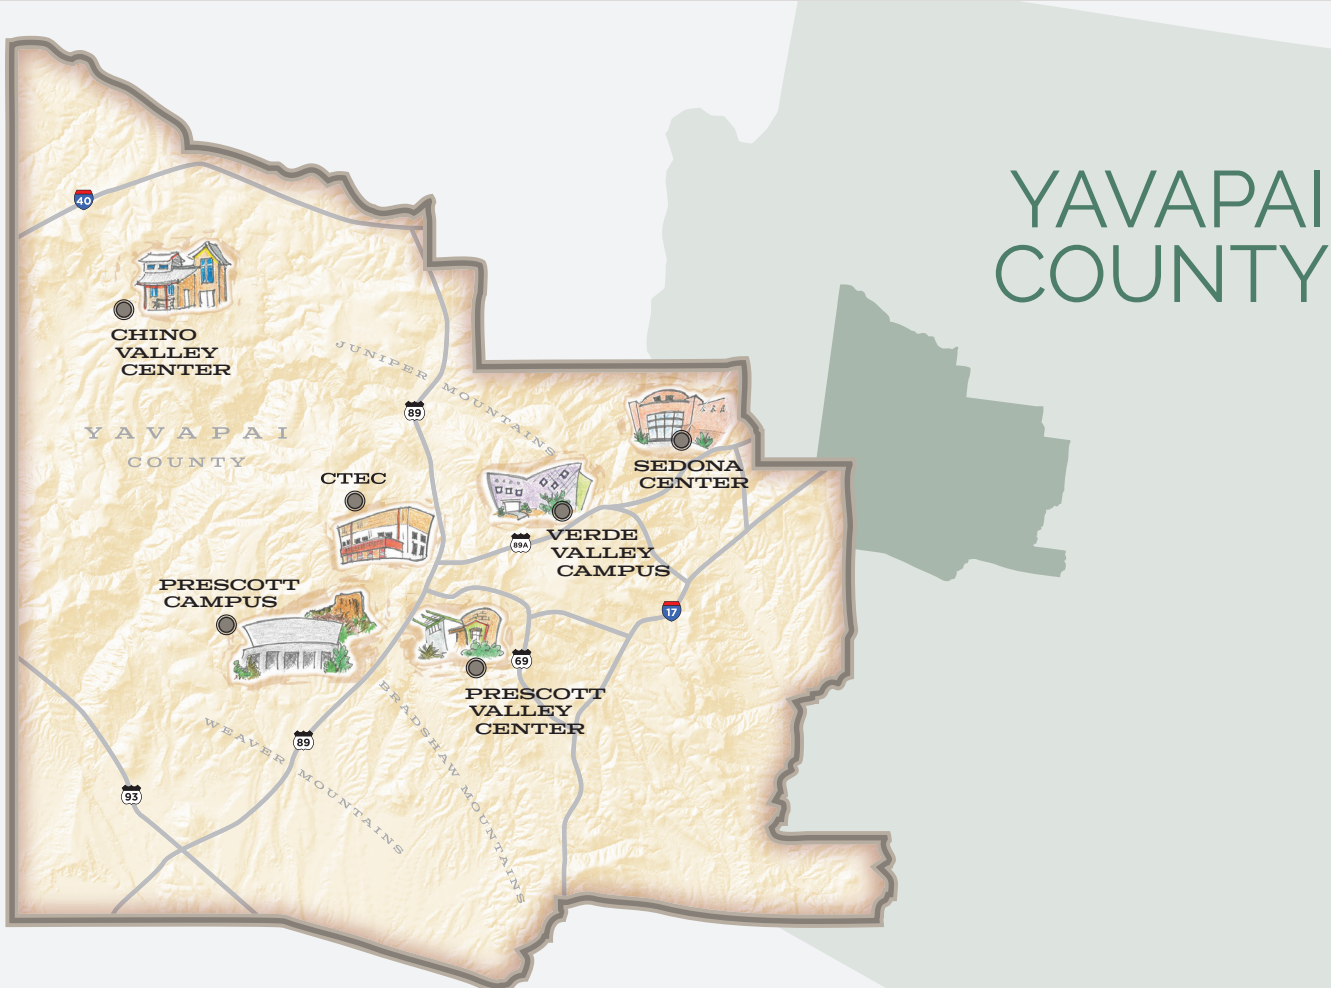 YAVAPAI
COUNTY
40
CHINO
VALLEY
CENTER
JUNIPER MOUNTAINS
89
YAVAPAI
COUNTY
SEDONA
CENTER
CTEC
89A
VERDE
VALLEY
CAMPUS
PRESCOTT
CAMPUS
17
69
PRESCOTT
VALLEY
CENTER
BRADSHAW MOUNTAINS
WEAVER MOUNTAINS
89
93